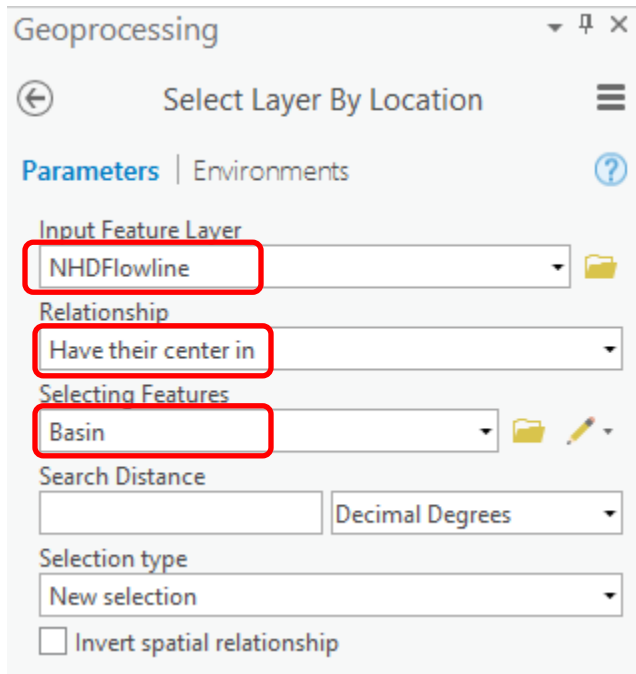 Geoprocessing
Select Layer By Location
Parameters | Environments
Input Feature Layer
NHDFlowline
Relationship
Have their center in
Selecting Features
Basin
Search Distance
Decimal Degrees
Selection type
New selection
Invert spatial relationship